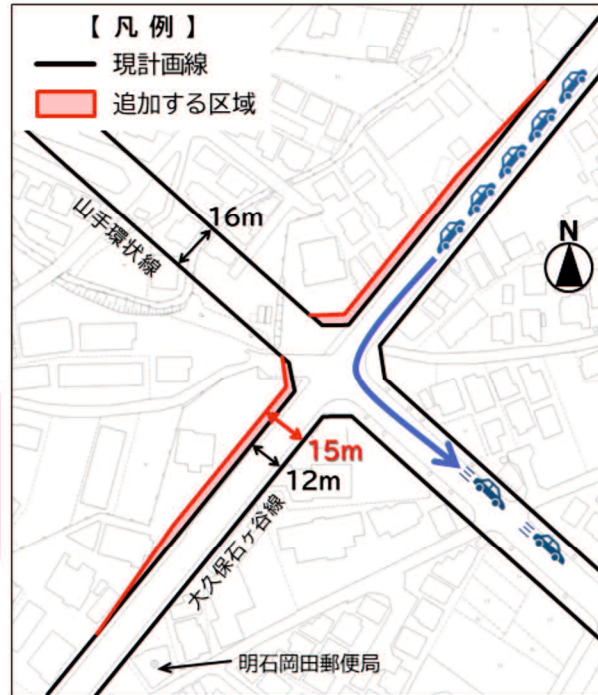 【 凡 例 】
現計画線
追加する区域
16m
山手環状線
N
15m
12m
大久保石ヶ谷線
明石岡田郵便局